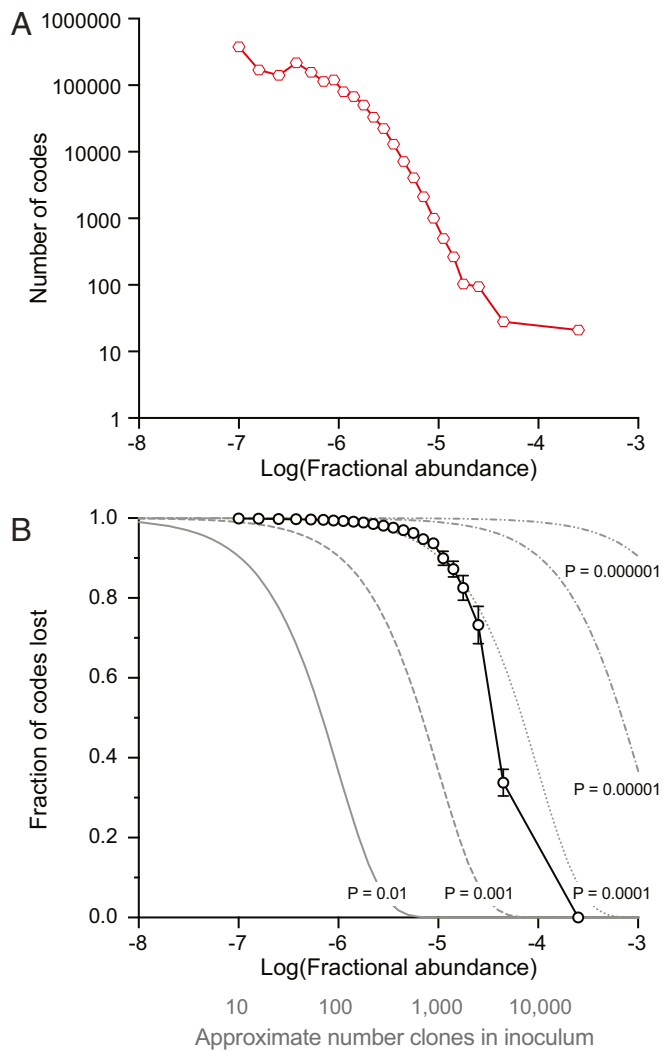 A
Number of codes
1000000
100000
10000
1000
100
10
1
-8 -7 -6 -5 -4 -3
Log(Fractional abundance)
B
Fraction of codes lost
1.0
0.8
0.6
0.4
0.2
0.0
P = 0.000001
P = 0.00001
P = 0.01 P = 0.001 P = 0.0001
-8 -7 -6 -5 -4 -3
Log(Fractional abundance)
10 100 1,000 10,000
Approximate number clones in inoculum